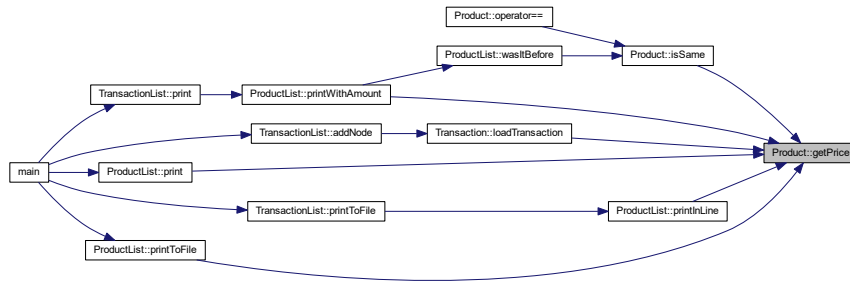 Product::operator==
ProductList::wasItBefore
Product::isSame
TransactionList::print
ProductList::printWithAmount
TransactionList::addNode
Transaction::loadTransaction
Product::getPrice
main
ProductList::print
TransactionList::printToFile
ProductList::printInLine
ProductList::printToFile